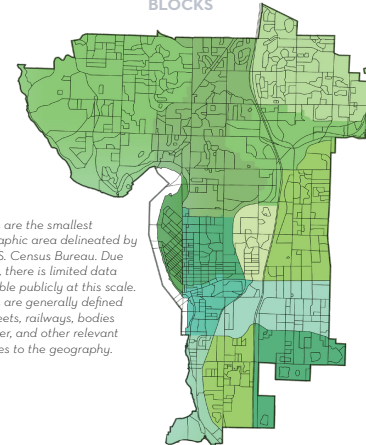 BLOCKS
are the smallest
aphic area delineated by
S. Census Bureau. Due
, there is limited data
ble publicly at this scale.
are generally defined
eets, railways, bodies
er, and other relevant
es to the geography.